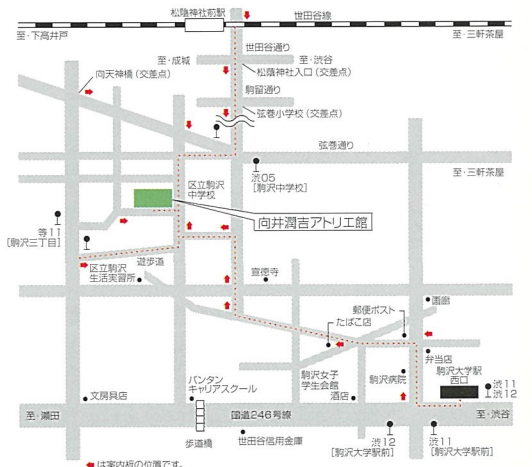 松陰神社前駅
世田谷線
至・下高井戸
至・三軒茶屋
世田谷通り
至・成城
至・渋谷
松陰神社入口(交差点)
向天神橋(交差点)
駒留通り
弦巻小学校(交差点)
弦巻通り
渋05
[駒沢中学校]
至・三軒茶屋
区立駒沢
中学校
向井潤吉アトリエ館
等11
[駒沢三丁目]
遊歩道
区立駒沢
生活実習所
宣徳寺
画廊
郵便ポスト
たばこ店
弁当店
駒沢大学駅
西口
渋11
渋12
駒沢病院
駒沢女子
学生会館
酒店
バンタン
キャリアスクール
文房具店
至・瀬田
国道246号線
至・渋谷
歩道橋
世田谷信用金庫
渋12
[駒沢大学駅前]
渋11
[駒沢大学駅前]
は案内板の位置です。